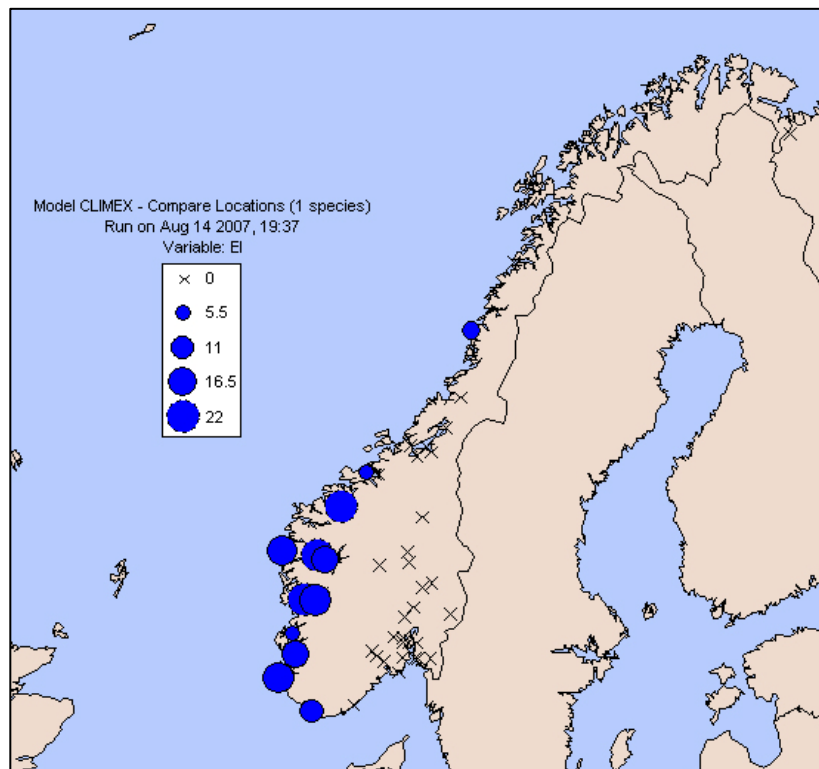 Model CLIMEX - Compare Locations (1 species)
Run on Aug 14 2007, 19:37
Variable: EI
0
5.5
11
16.5
22